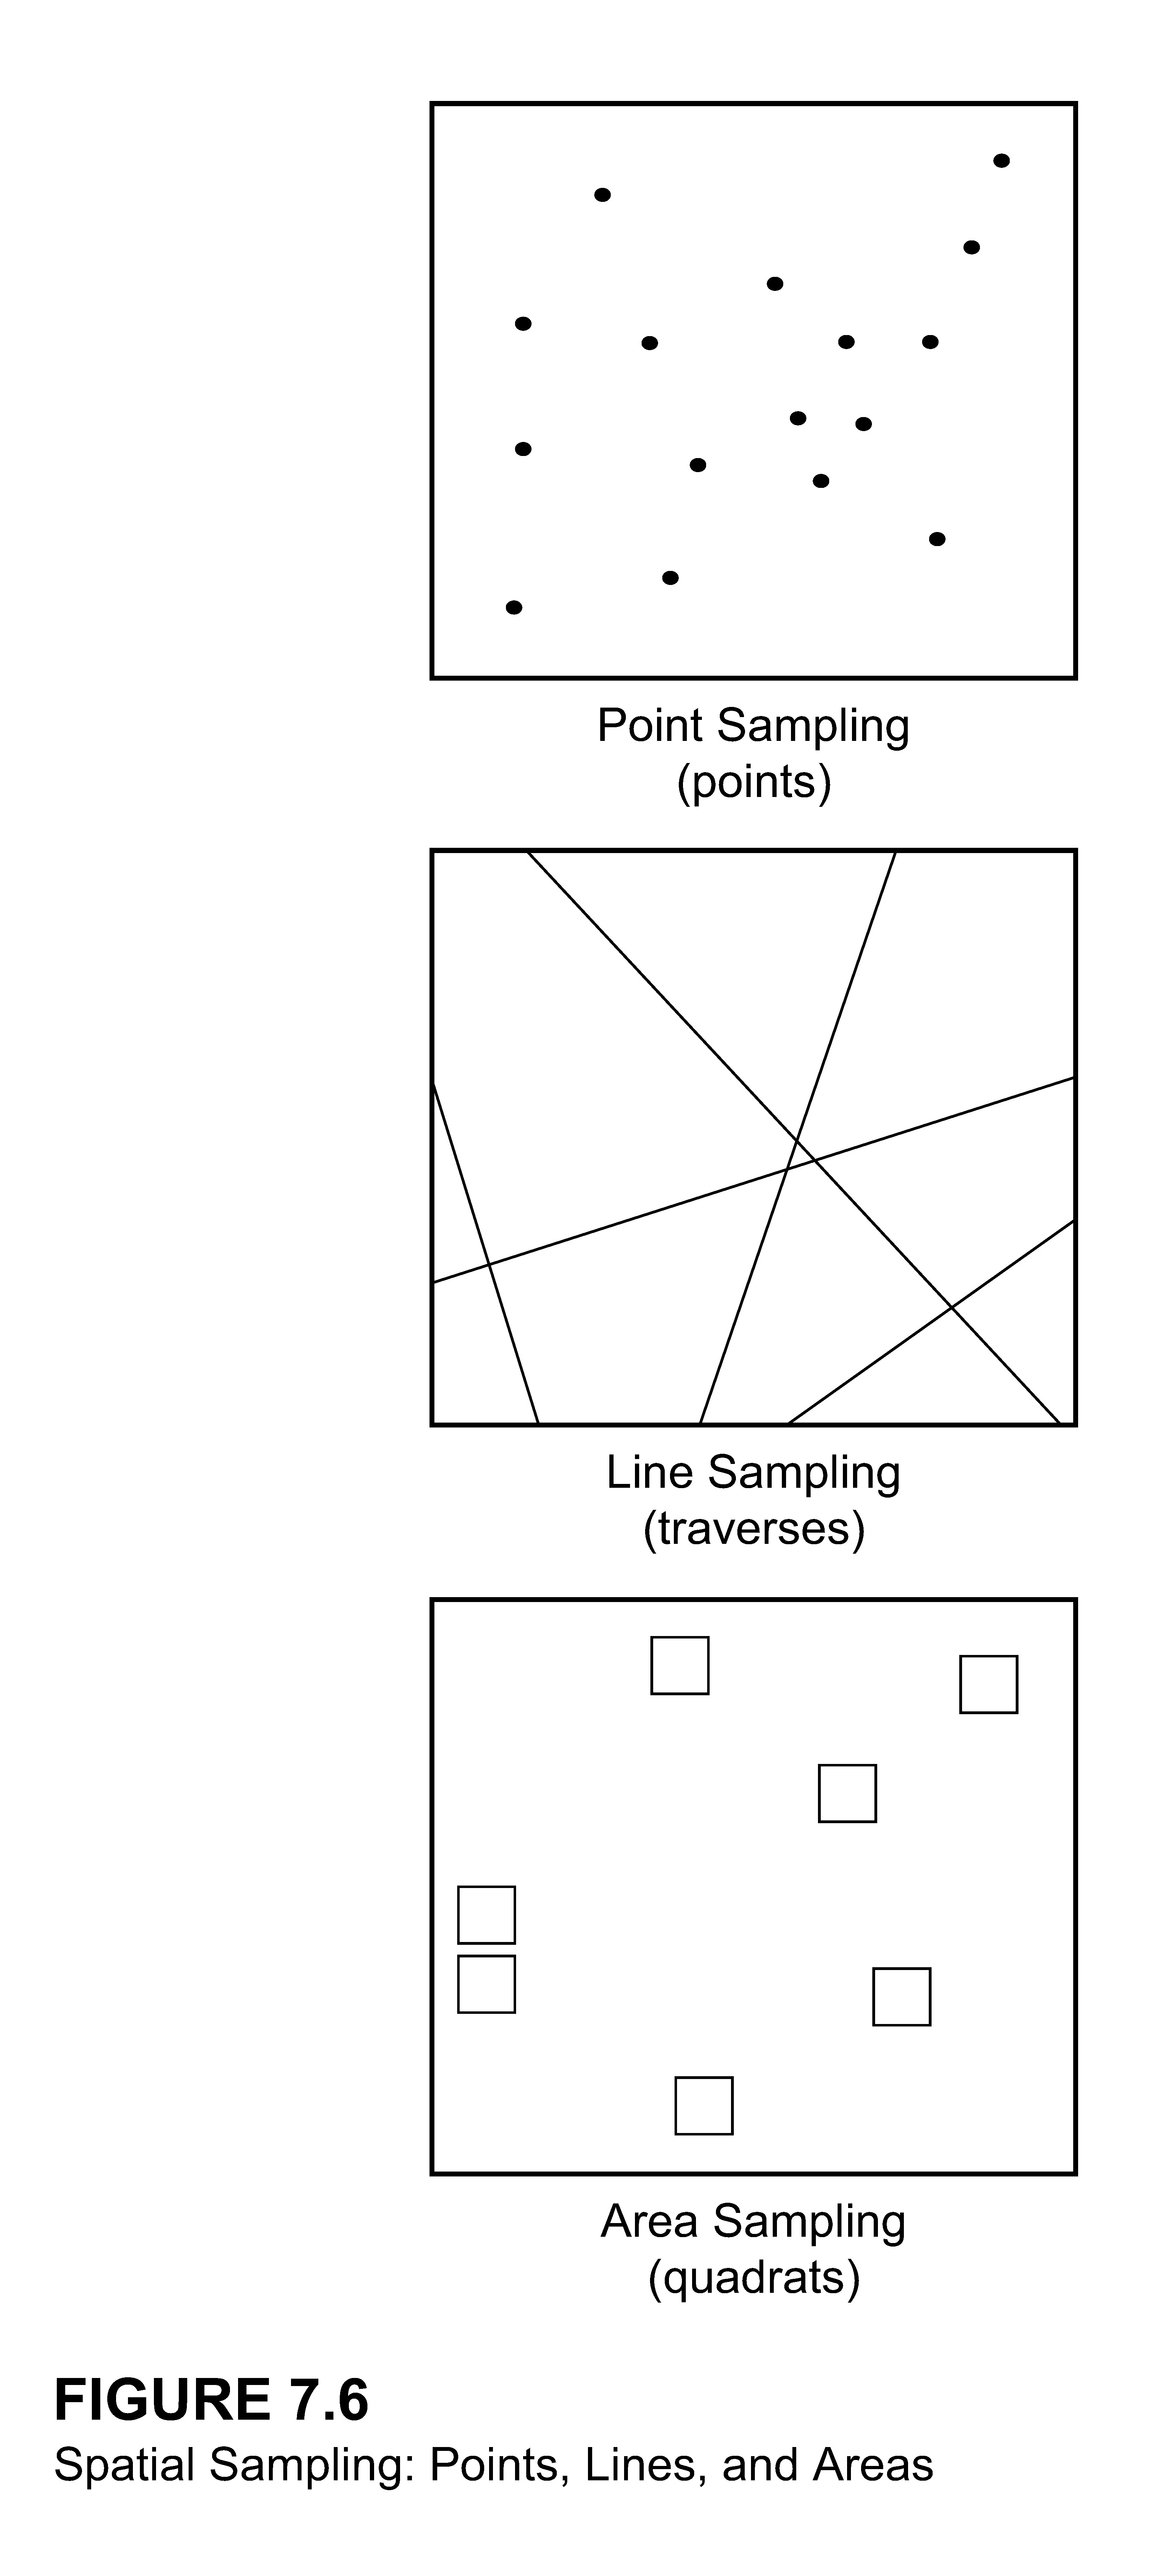 Point Sampling
(points)
Line Sampling
(traverses)
Area Sampling
(quadrats)
FIGURE 7.6
Spatial Sampling: Points, Lines, and Areas